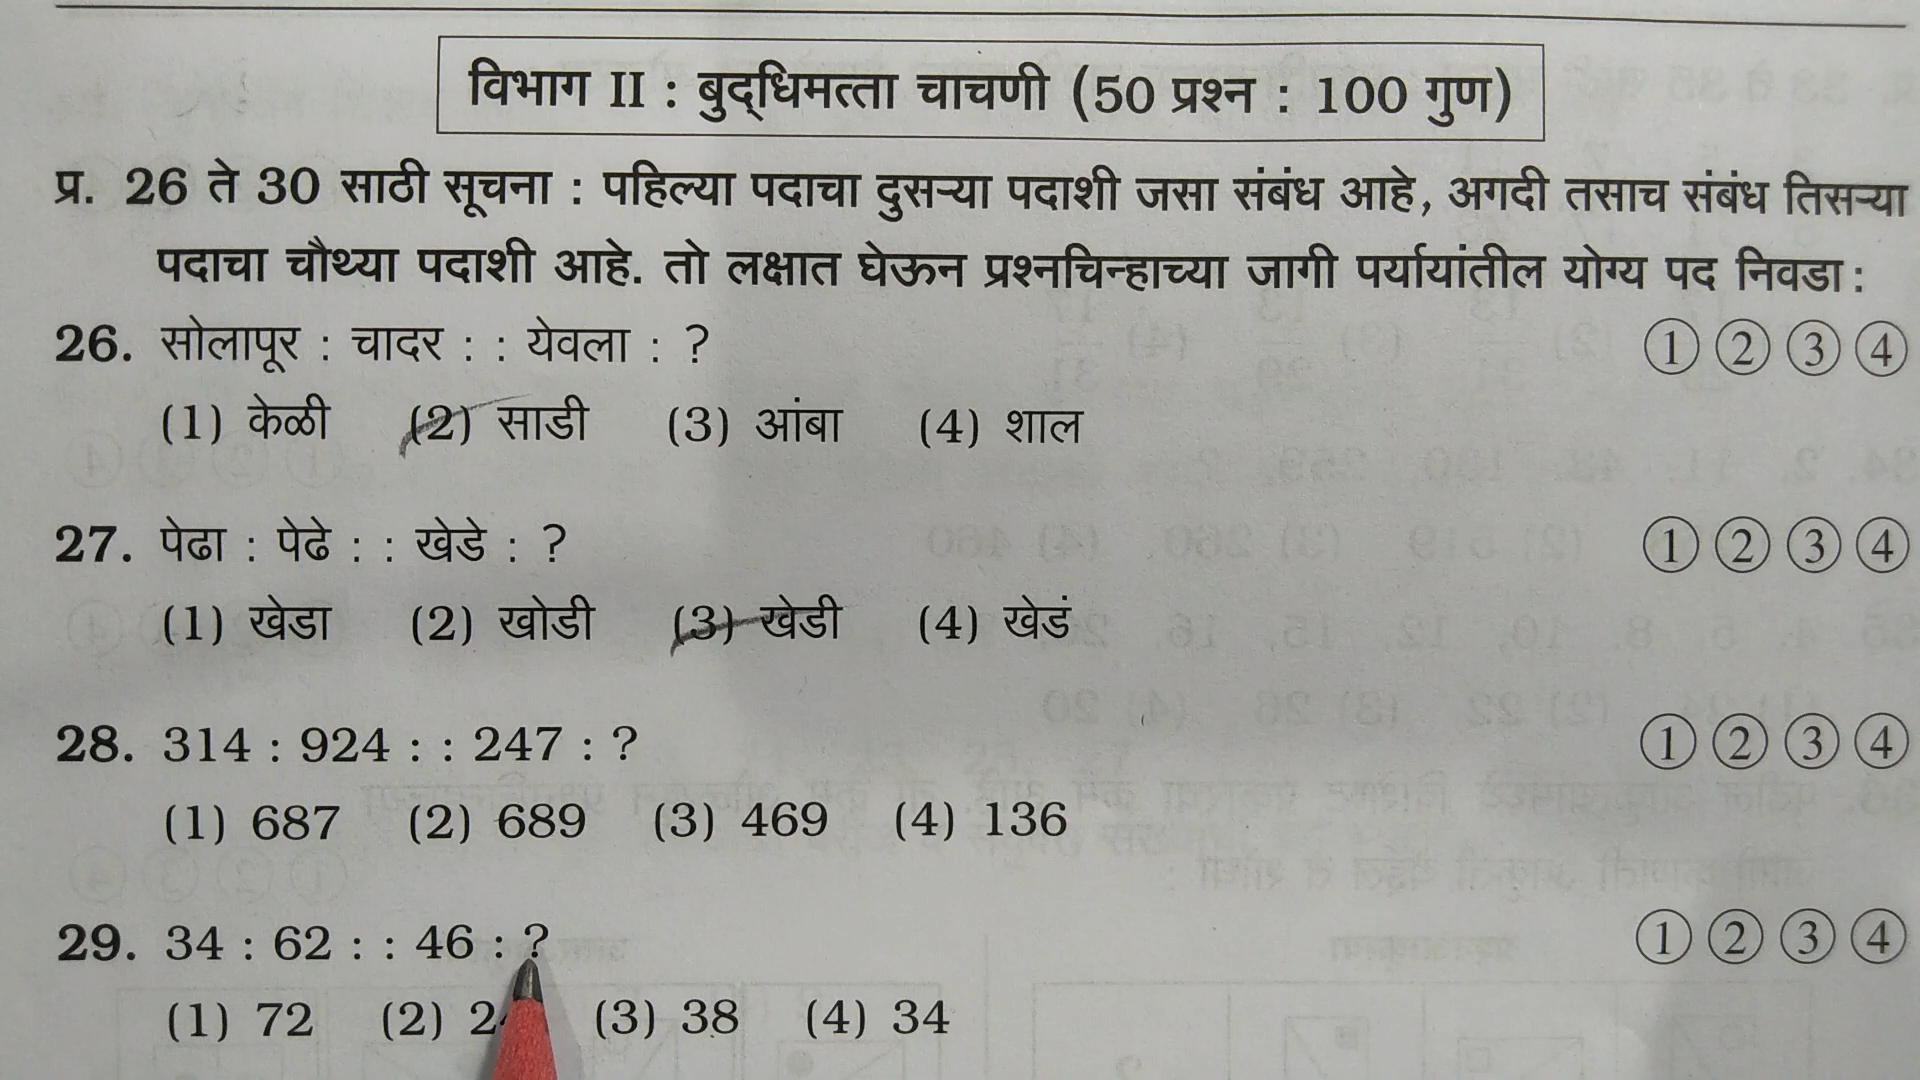 विभाग II : बुद्धिमत्ता चाचणी (50 प्रश्न : 100 गुण)
प्र. 26 ते 30 साठी सूचना : पहिल्या पदाचा दुसऱ्या पदाशी जसा संबंध आहे, अगदी तसाच संबंध तिसऱ्या
पदाचा चौथ्या पदाशी आहे. तो लक्षात घेऊन प्रश्नचिन्हाच्या जागी पर्यायांतील योग्य पद निवडा :
26. सोलापूर : चादर : : येवला : ? ① ② ③ ④
(1) केळी (2) साडी (3) आंबा (4) शाल
27. पेढा : पेढे : : खेडे : ? ① ② ③ ④
(1) खेडा (2) खोडी (3) खेडी (4) खेडं
28. 314 : 924 : : 247 : ? ① ② ③ ④
(1) 687 (2) 689 (3) 469 (4) 136
29. 34 : 62 : : 46 : ? ① ② ③ ④
(1) 72 (2) (3) 38 (4) 34